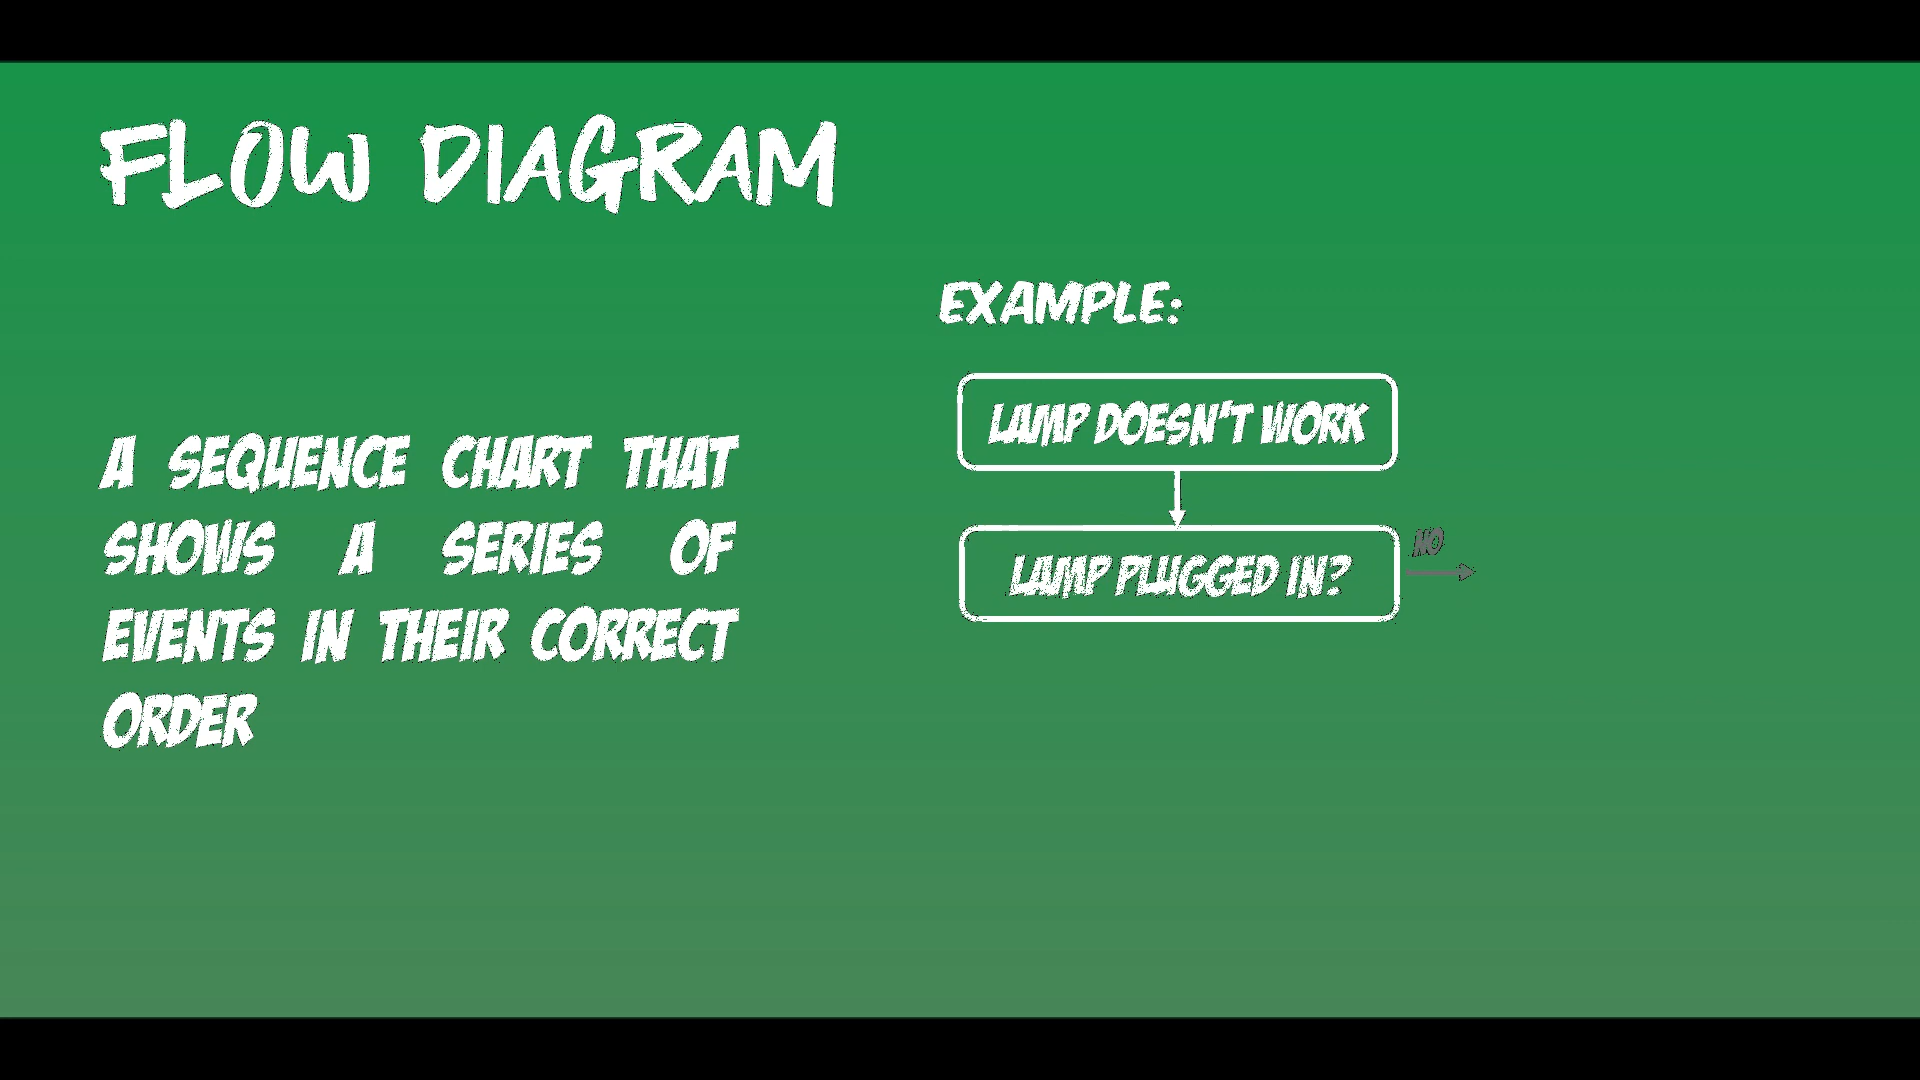 FLOW DIAGRAM
A SEQUENCE CHART THAT
SHOWS A SERIES OF
EVENTS IN THEIR CORRECT
ORDER
EXAMPLE:
LAMP DOESN'T WORK
LAMP PLUGGED IN?
NO